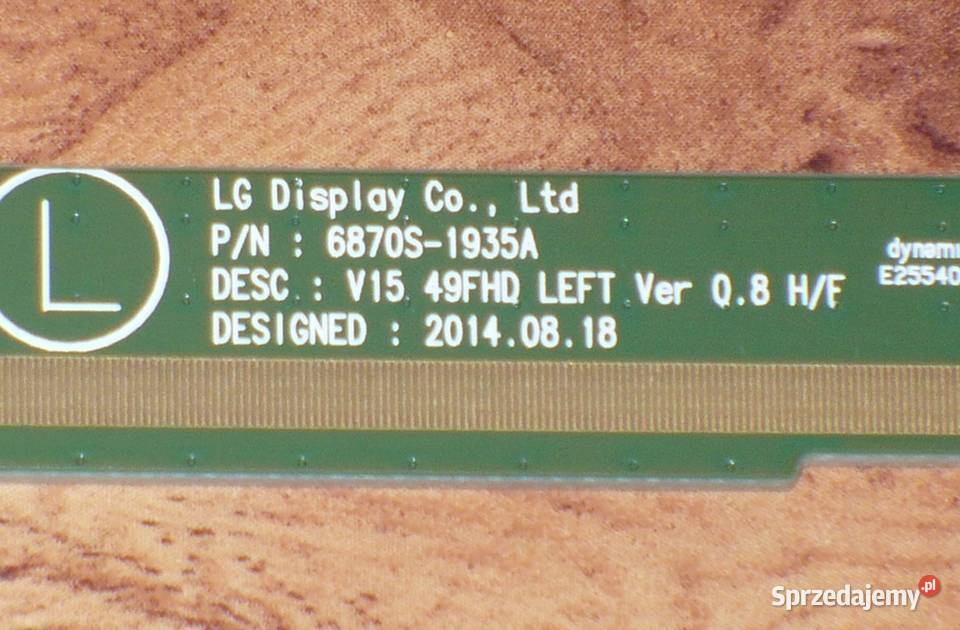 L
LG Display Co., Ltd
P/N : 6870S-1935A
DESC : V15 49FHD LEFT Ver 0.8 H/F
DESIGNED : 2014.08.18
Sprzedajemy.pl